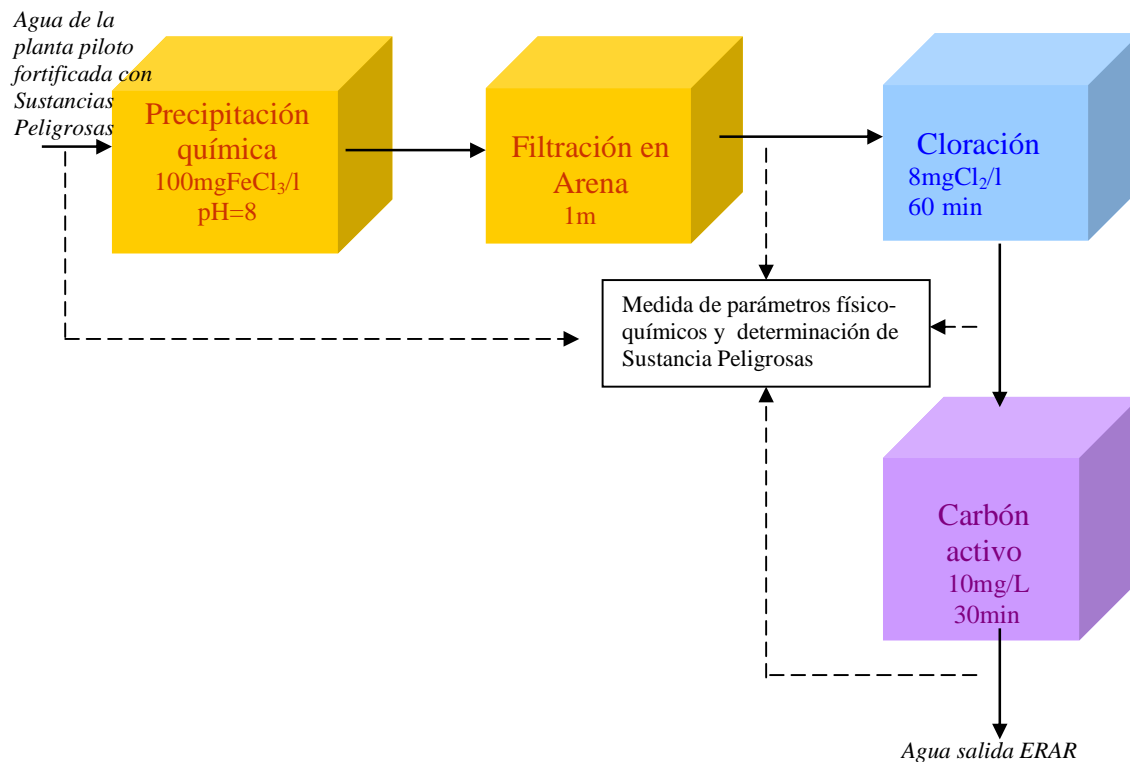 Agua de la
planta piloto
fortificada con
Sustancias
Peligrosas
Precipitación
química
100mgFeCl₃/l
pH=8
Filtración en
Arena
1m
Cloración
8mgCl₂/l
60 min
Medida de parámetros físico-
químicos y determinación de
Sustancia Peligrosas
Carbón
activo
10mg/L
30min
Agua salida ERAR